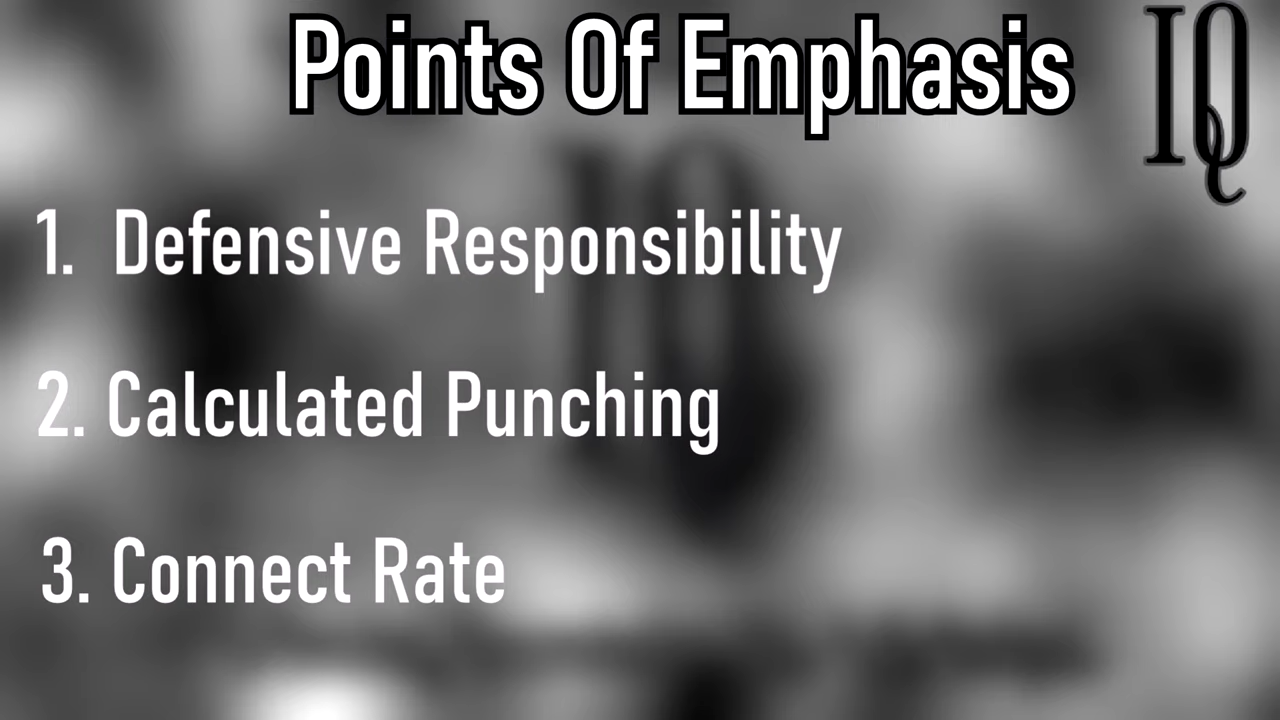 Points Of Emphasis
IQ
1. Defensive Responsibility
2. Calculated Punching
3. Connect Rate